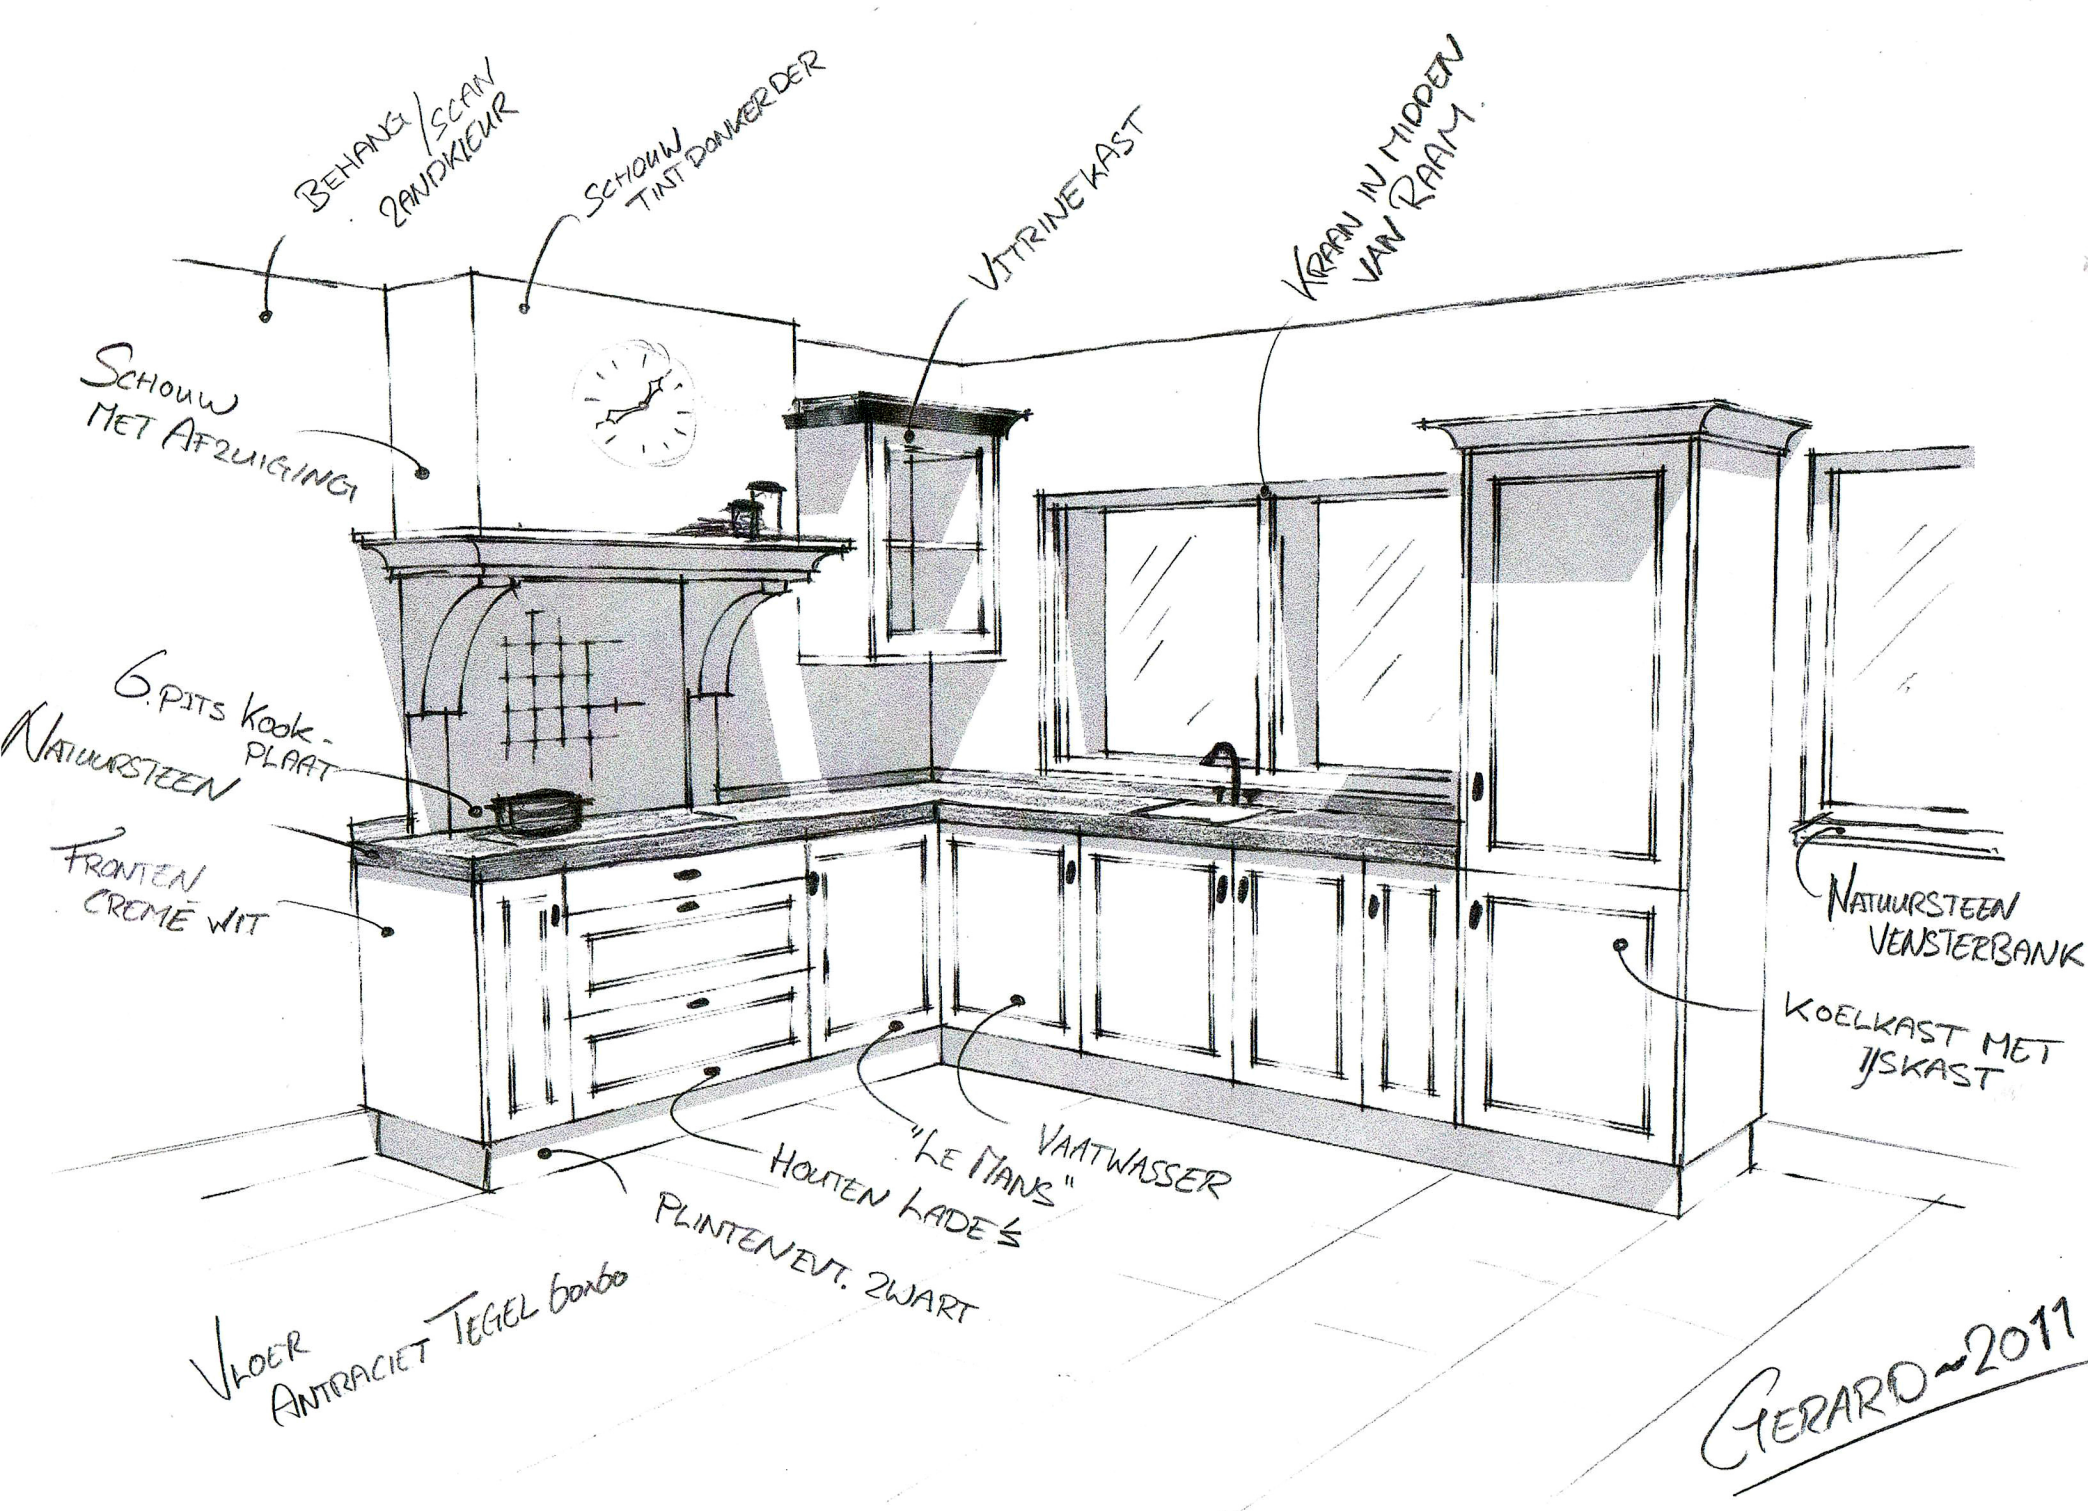 BEHANG/SCAN
ZANDKLEUR
SCHOUW
TINT DONKERDER
VITRINEKAST
KRAAN IN MIDDEN
VAN RAAM.
SCHOUW
MET AFZUIGING
6.PITS KOOK-
PLAAT
NATUURSTEEN
FRONTEN
CREME WIT
NATUURSTEEN
VENSTERBANK
KOELKAST MET
IJSKAST
VAATWASSER
"LE MANS"
HOUTEN LADE'S
PLINTEN EVT. ZWART
VLOER
ANTRACIET TEGEL 60x60
GERARD~2011